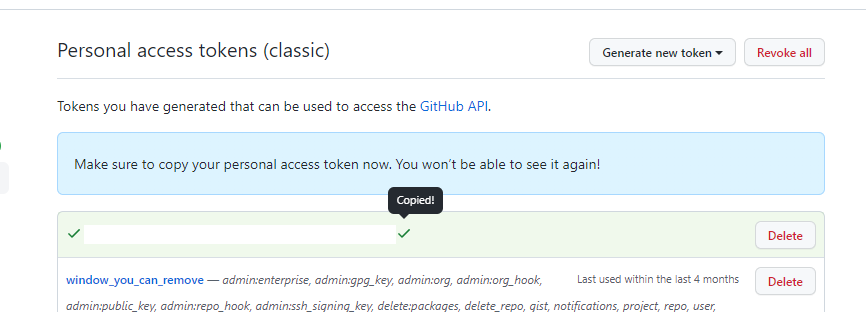 Personal access tokens (classic)
Generate new token
Revoke all
Tokens you have generated that can be used to access the GitHub API.
Make sure to copy your personal access token now. You won’t be able to see it again!
Copied!
Delete
window_you_can_remove — admin:enterprise, admin:gpg_key, admin:org, admin:org_hook,
Last used within the last 4 months
Delete
admin:public_key, admin:repo_hook, admin:ssh_signing_key, delete:packages, delete_repo, gist, notifications, project, repo, user,